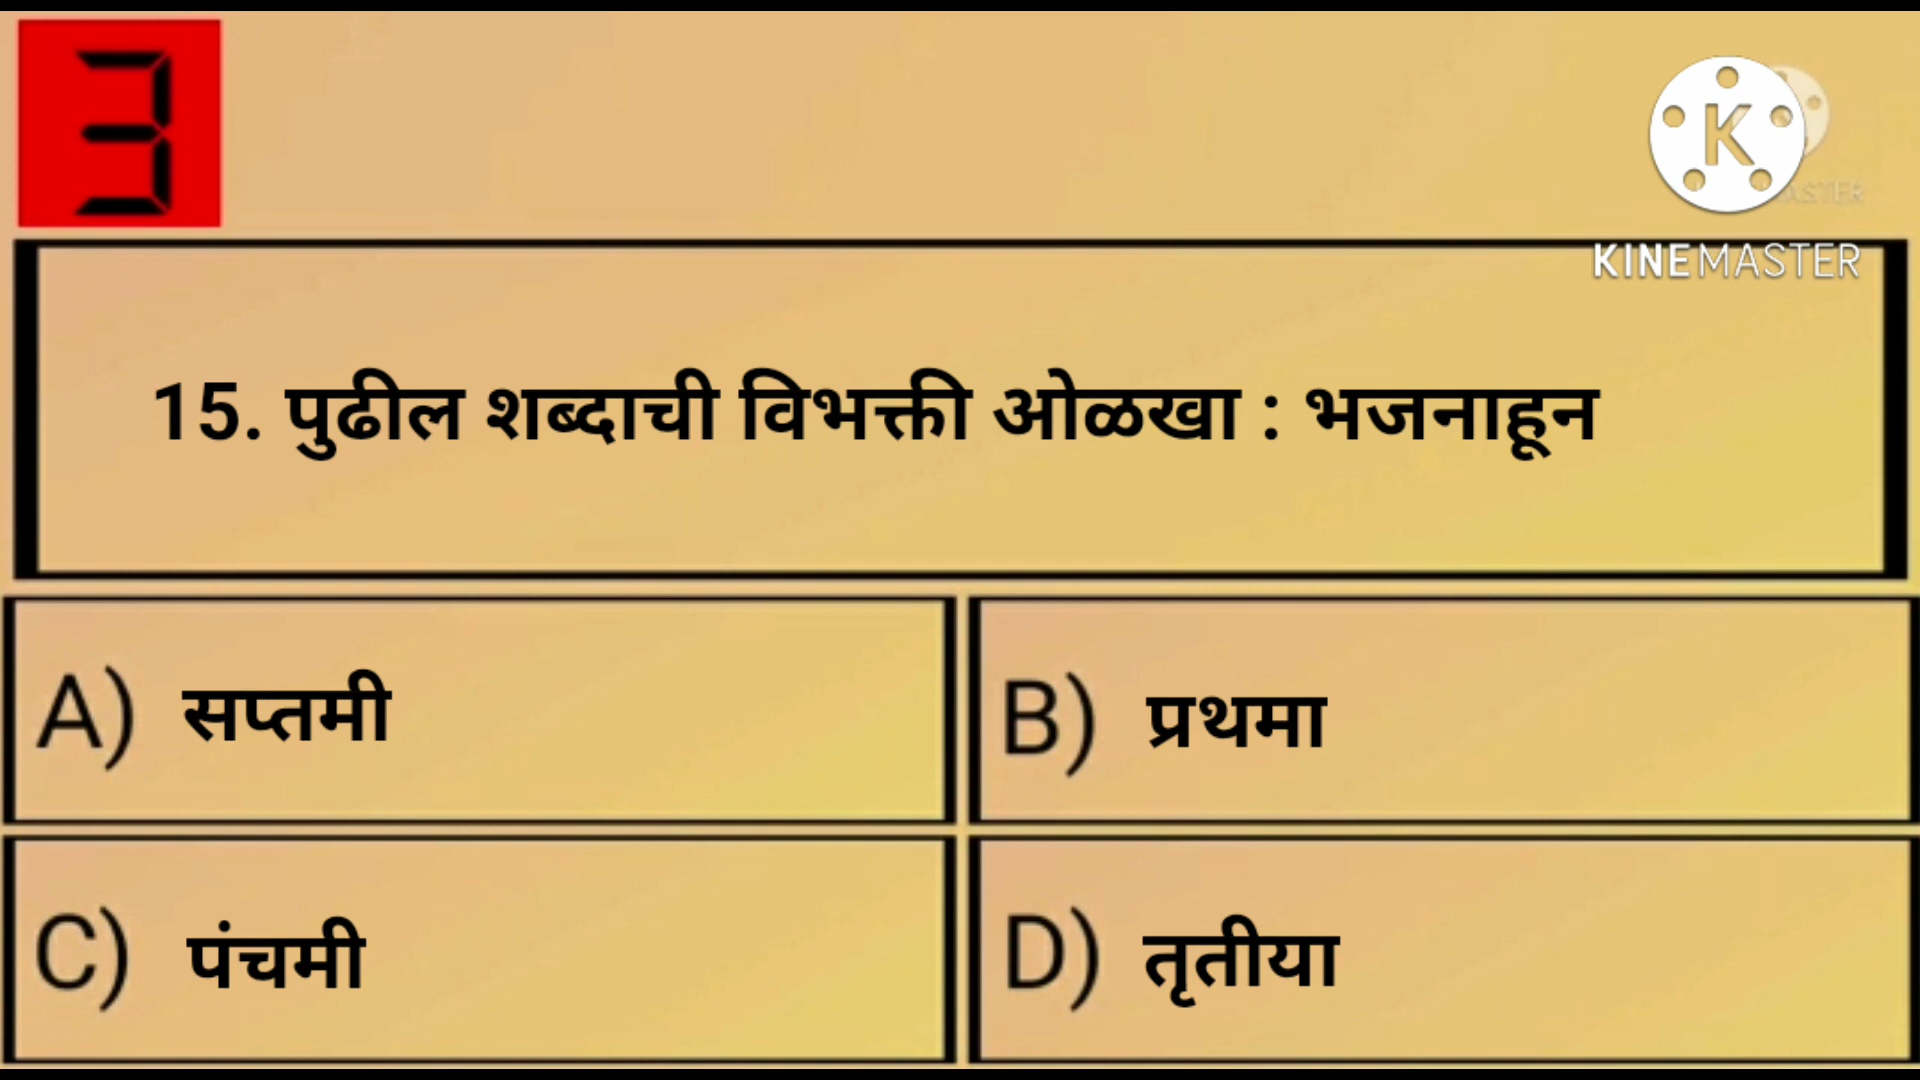 3
K
KINEMASTER
15. पुढील शब्दाची विभक्ती ओळखा : भजनाहून
A) सप्तमी
B) प्रथमा
C) पंचमी
D) तृतीया